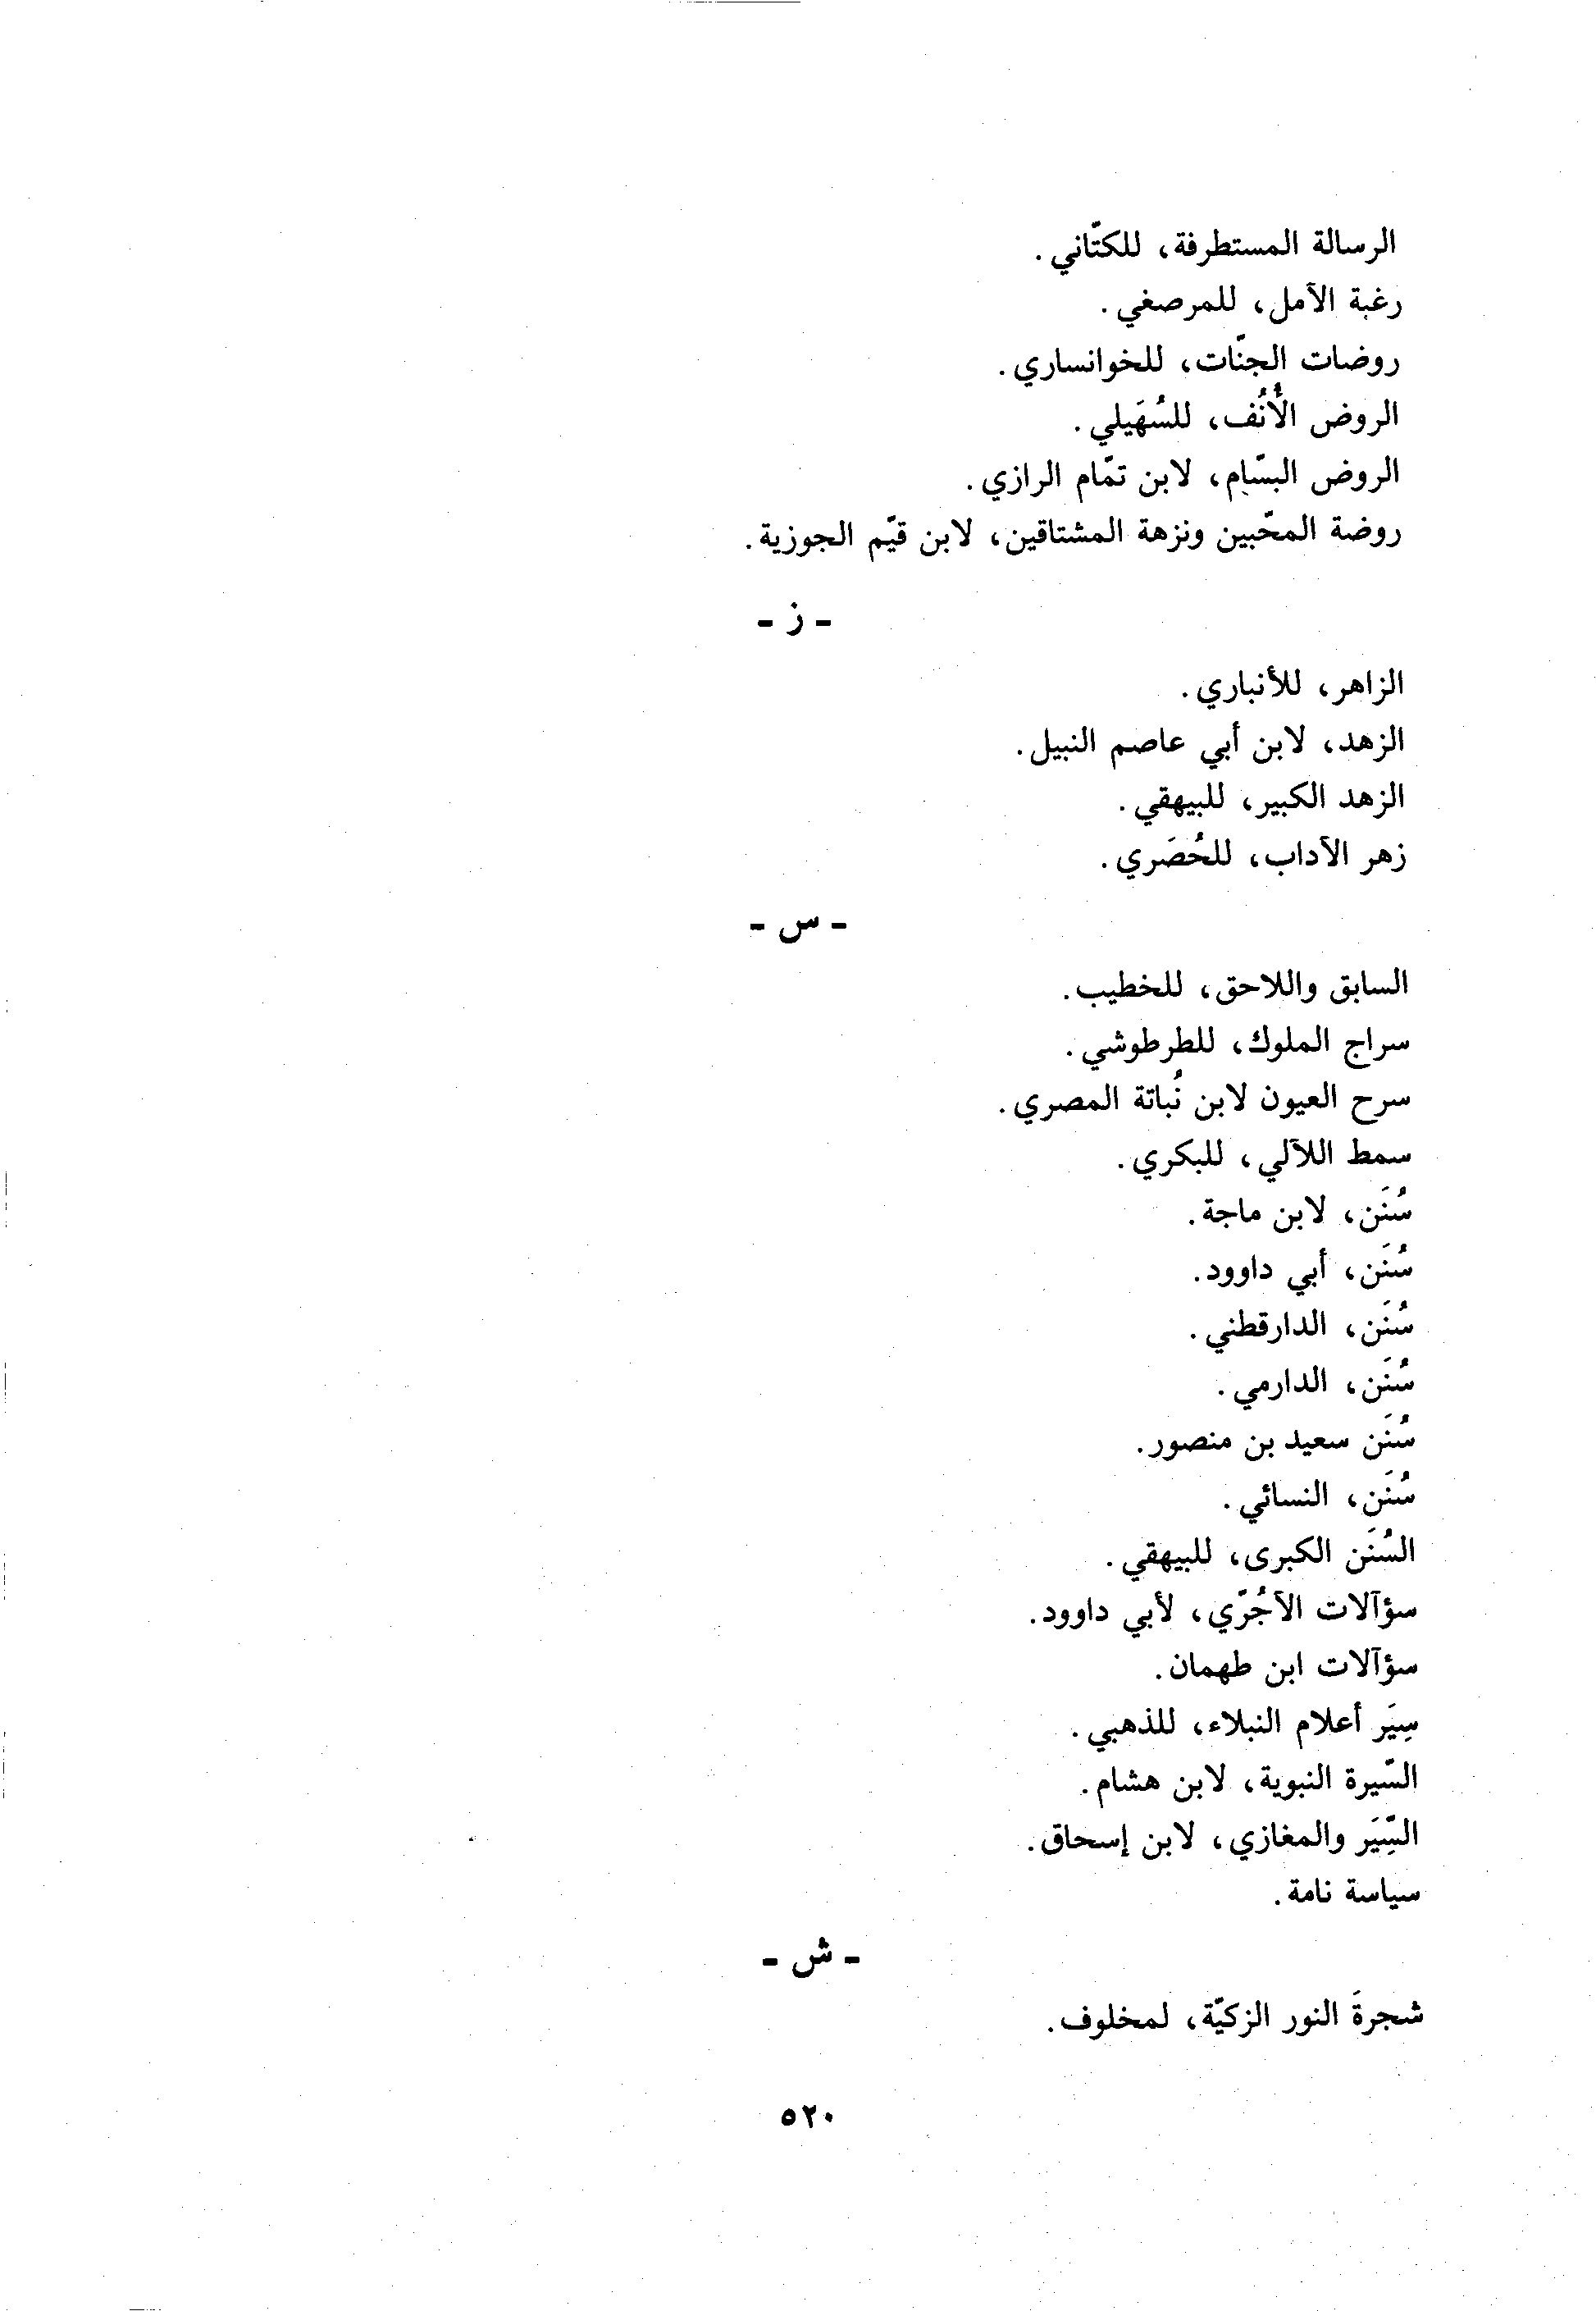 الرسالة المستطرفة، للكتّاني.
رغبة الآمل، للمرصغي.
روضات الجنّات، للخوانساري.
الروض الأُنُف، للسُهَيلي.
الروض البسّام، لابن تمّام الرازي.
روضة المحّبين ونزهة المشتاقين، لابن قيّم الجوزية.
- ز -
الزاهر، للأنباري.
الزهد، لابن أبي عاصم النبيل.
الزهد الكبير، للبيهقي.
زهر الآداب، للحُصَري.
- س -
السابق واللاحق، للخطيب.
سراج الملوك، للطرطوشي.
سرح العيون لابن نُباتة المصري.
سمط اللآلي، للبكري.
سُنَن، لابن ماجة.
سُنَن، أبي داوود.
سُنَن، الدارقطني.
سُنَن، الدارمي.
سُنَن سعيد بن منصور.
سُنَن، النسائي.
السُنَن الكبرى، للبيهقي.
سؤآلات الآجُرّي، لأبي داوود.
سؤآلات ابن طهمان.
سِيَر أعلام النبلاء، للذهبي.
السّيرة النبوية، لابن هشام.
السِّيَر والمغازي، لابن إسحاق.
سياسة نامة.
- ش -
شجرةَ النور الزكيّة، لمخلوف.
٥٢٠